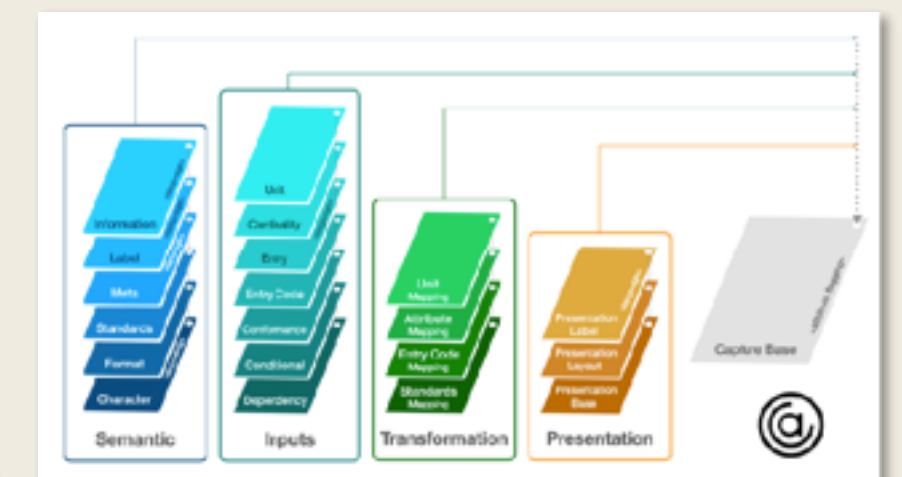 Information
Label
Meta
Standards
Format
Character
Semantic
Unit
Cardinality
Entry
Entry Code
Conformance
Conditional
Dependency
Inputs
Unit
Mapping
Attribute
Mapping
Entry Code
Mapping
Standards
Mapping
Transformation
Presentation
Label
Presentation
Layout
Presentation
Base
Presentation
Capture Base